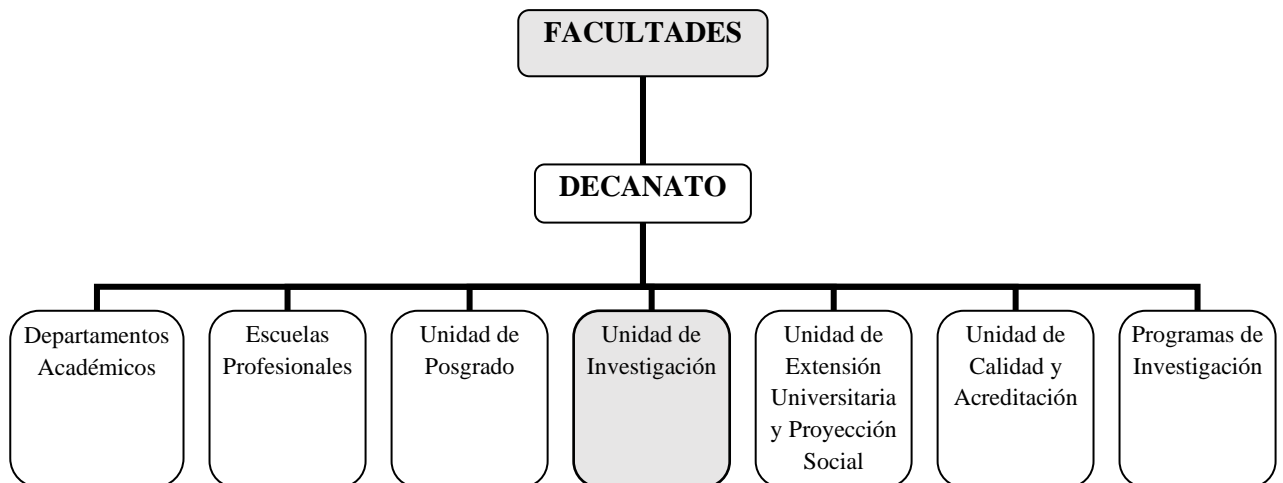 FACULTADES
DECANATO
Departamentos
Académicos
Escuelas
Profesionales
Unidad de
Posgrado
Unidad de
Investigación
Unidad de
Extensión
Universitaria
y Proyección
Social
Unidad de
Calidad y
Acreditación
Programas de
Investigación